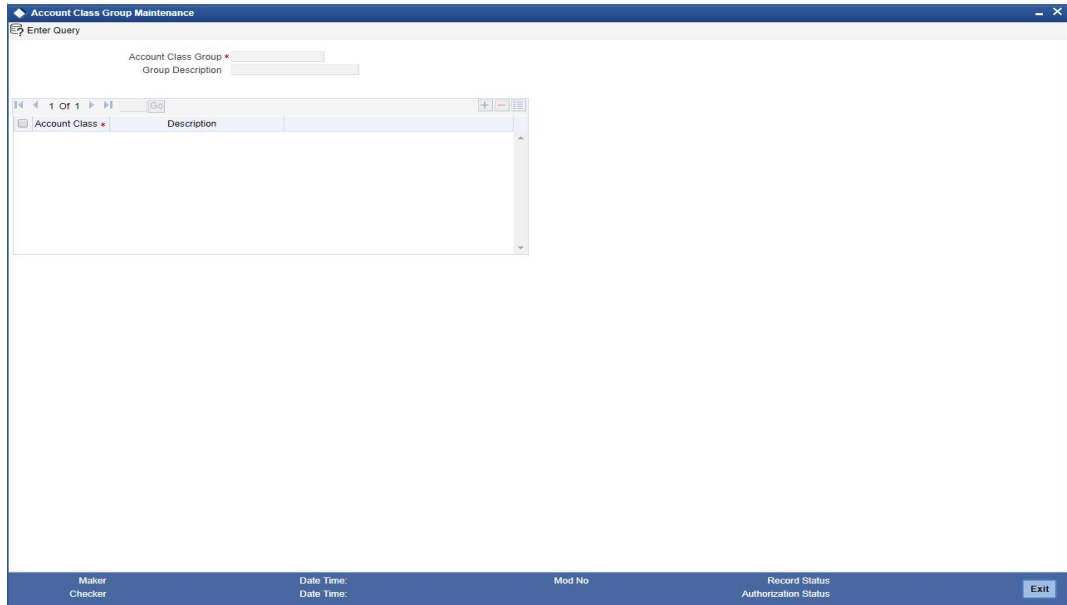 Account Class Group Maintenance
Enter Query
Account Class Group *
Group Description
1 Of 1 Go
Account Class * Description
Maker Date Time: Mod No Record Status
Checker Date Time: Authorization Status
Exit